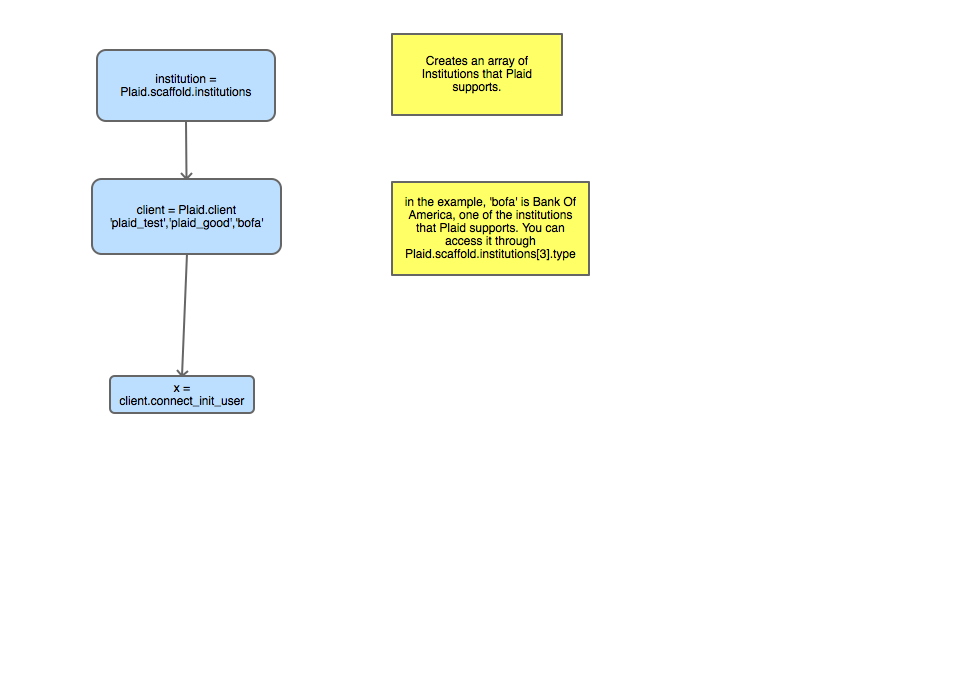 institution =
Plaid.scaffold.institutions
Creates an array of
Institutions that Plaid
supports.
client = Plaid.client
'plaid_test','plaid_good','bofa'
in the example, 'bofa' is Bank Of
America, one of the institutions
that Plaid supports. You can
access it through
Plaid.scaffold.institutions[3].type
x =
client.connect_init_user